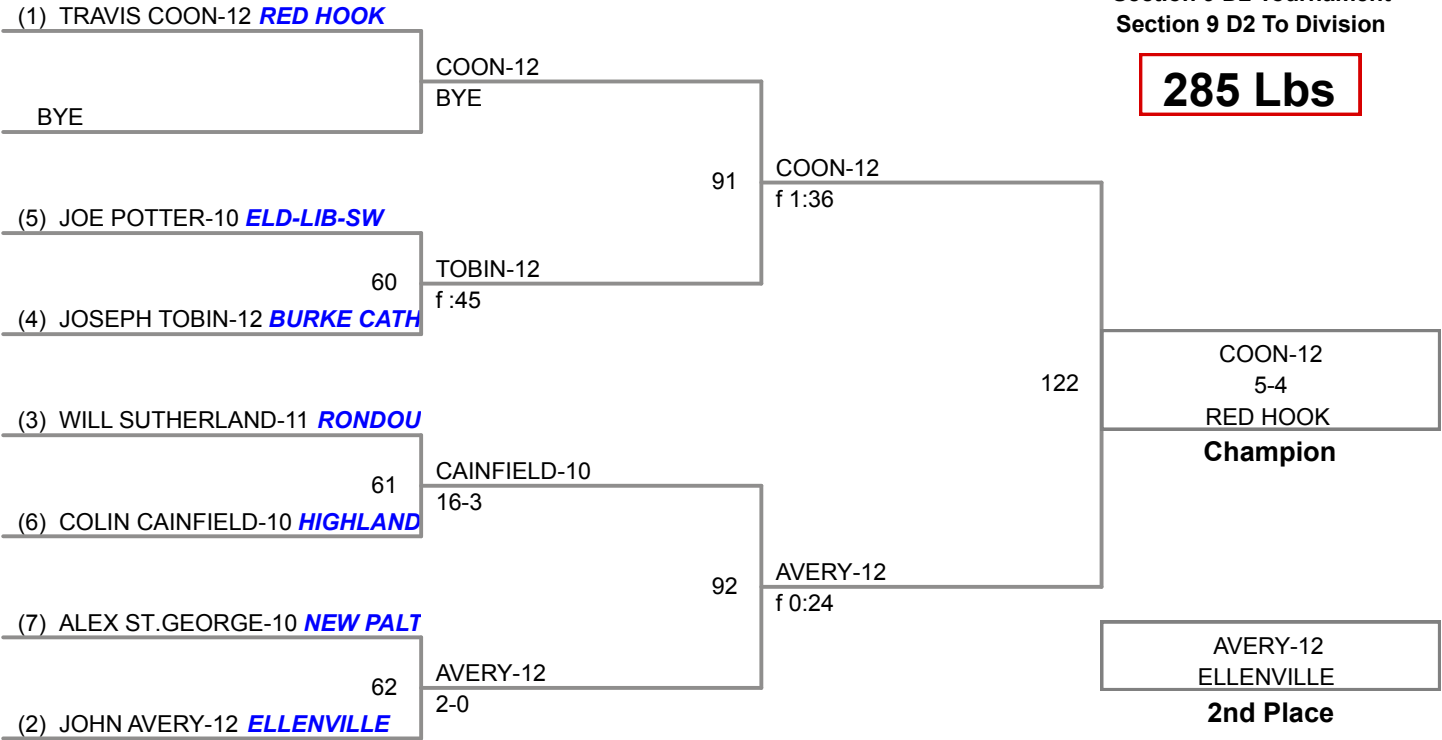 (1) TRAVIS COON-12 RED HOOK
Section 9 D2 To Division
285 Lbs
COON-12
BYE
BYE
91
COON-12
f 1:36
(5) JOE POTTER-10 ELD-LIB-SW
60
TOBIN-12
f :45
(4) JOSEPH TOBIN-12 BURKE CATH
122
COON-12
5-4
RED HOOK
Champion
(3) WILL SUTHERLAND-11 RONDOU
61
CAINFIELD-10
16-3
(6) COLIN CAINFIELD-10 HIGHLAND
92
AVERY-12
f 0:24
(7) ALEX ST.GEORGE-10 NEW PALT
62
AVERY-12
2-0
(2) JOHN AVERY-12 ELLENVILLE
AVERY-12
ELLENVILLE
2nd Place